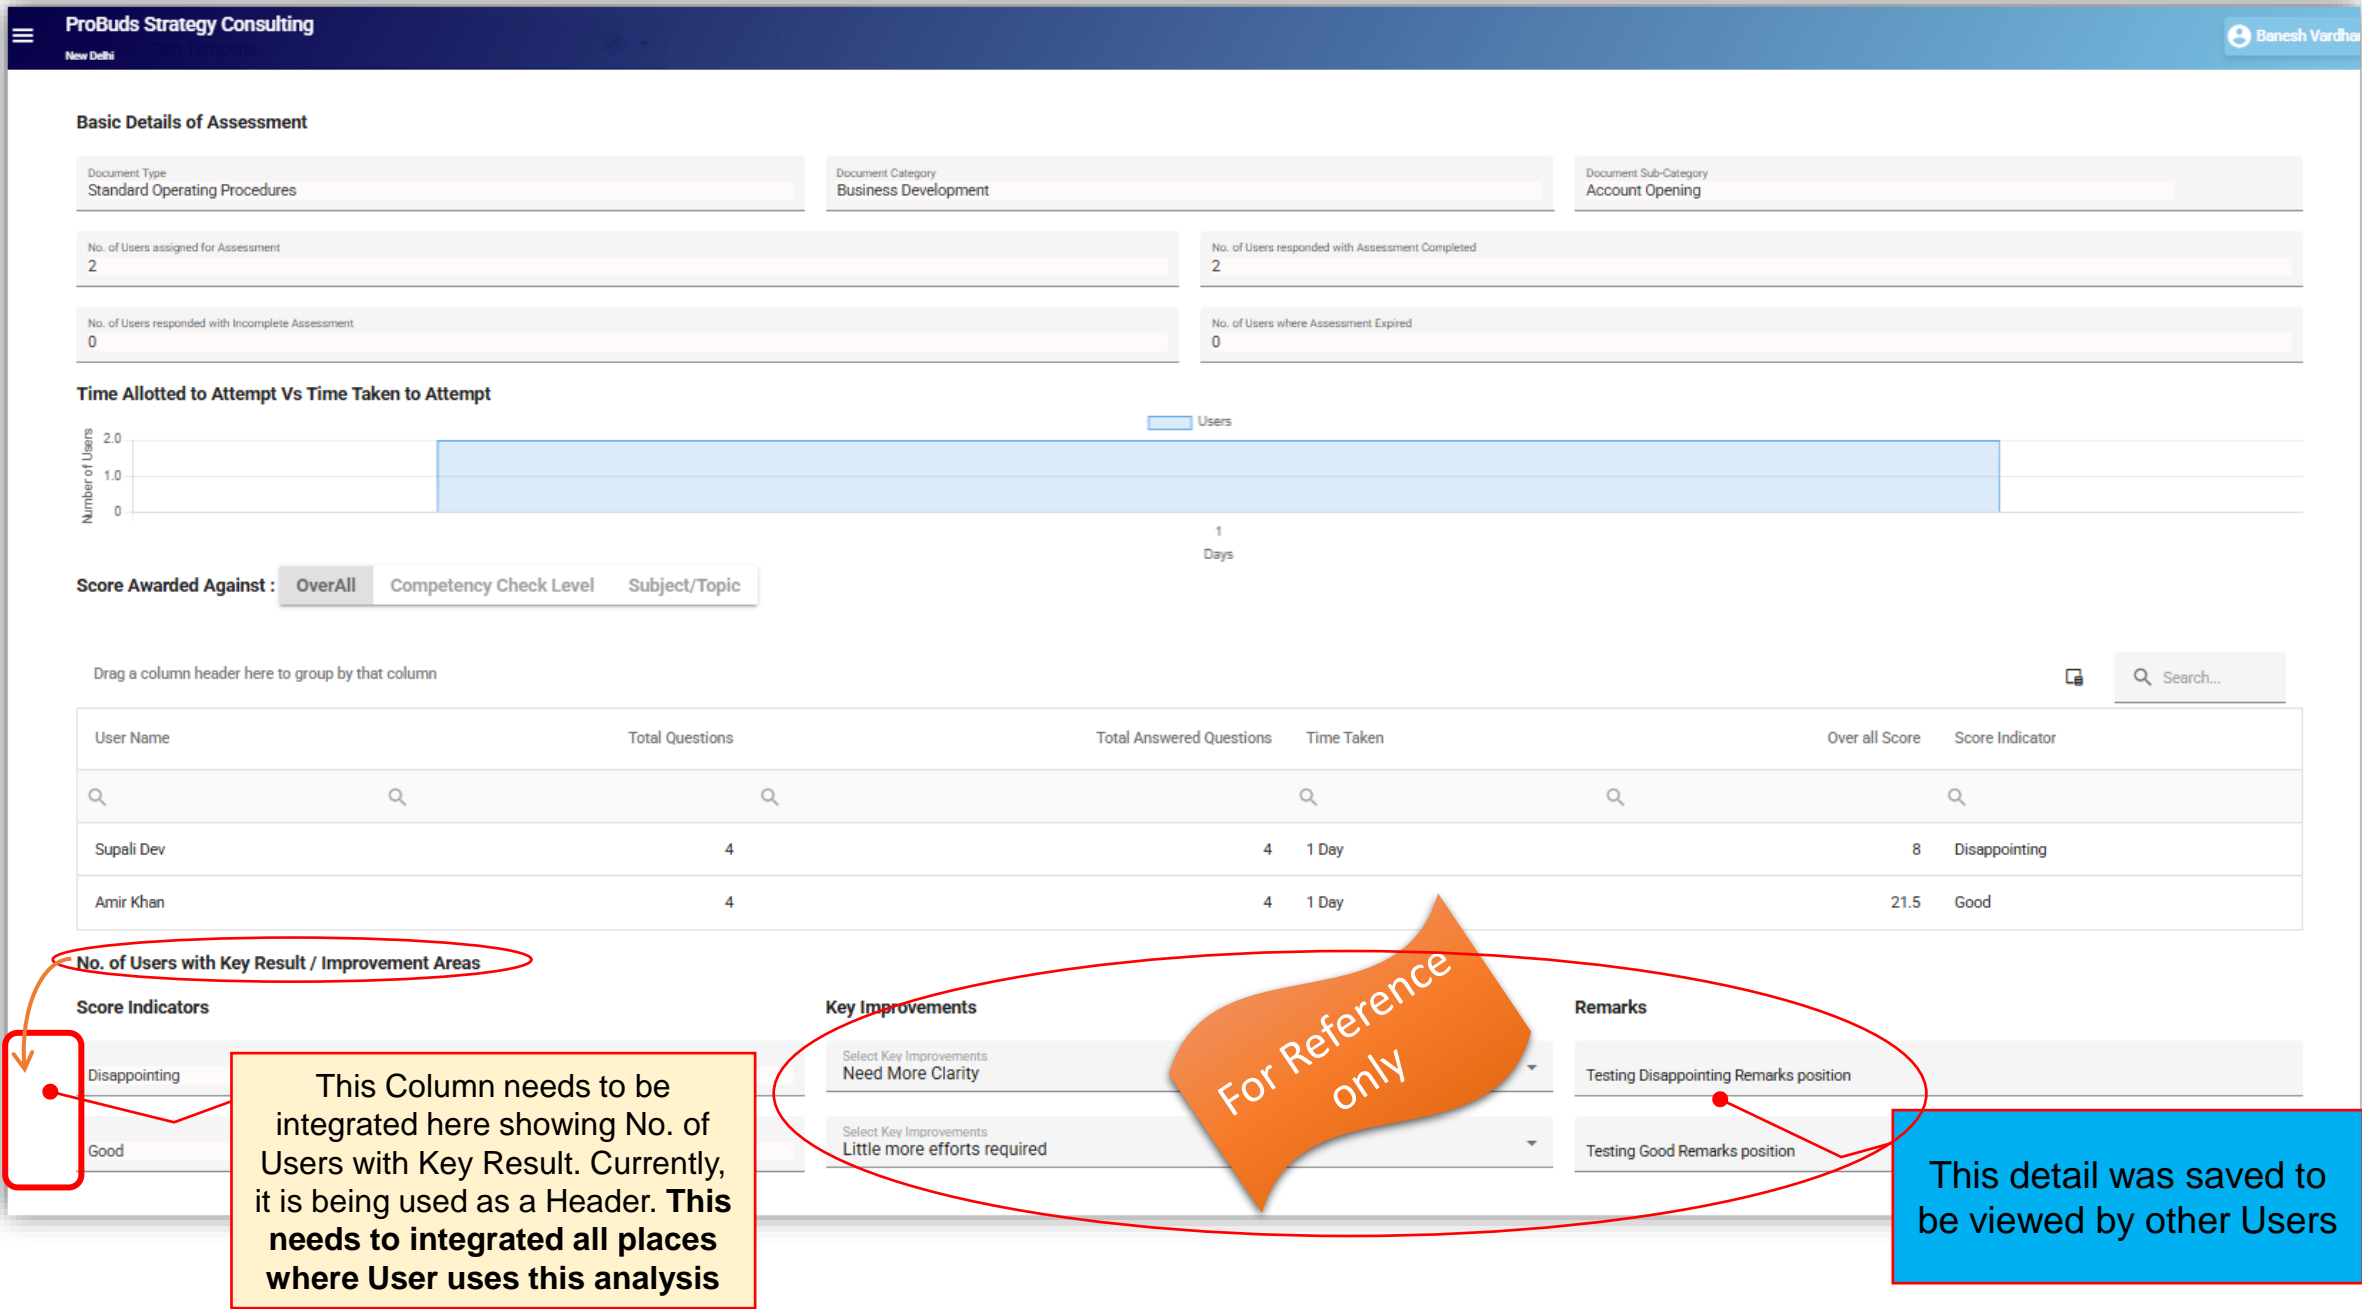 ProBuds Strategy Consulting
New Delhi
Banesh Vardhan
Basic Details of Assessment
Document Type
Standard Operating Procedures
Document Category
Business Development
Document Sub-Category
Account Opening
No. of Users assigned for Assessment
2
No. of Users responded with Assessment Completed
2
No. of Users responded with Incomplete Assessment
0
No. of Users where Assessment Expired
0
Time Allotted to Attempt Vs Time Taken to Attempt
Users
Number of Users
2.0
1.0
0
1
Days
Score Awarded Against : OverAll Competency Check Level Subject/Topic
Drag a column header here to group by that column
Search...
User Name Total Questions Total Answered Questions Time Taken Over all Score Score Indicator
Supali Dev 4 4 1 Day 8 Disappointing
Amir Khan 4 4 1 Day 21.5 Good
No. of Users with Key Result / Improvement Areas
Score Indicators Key Improvements Remarks
Disappointing
Select Key Improvements
Need More Clarity
Testing Disappointing Remarks position
Good
Select Key Improvements
Little more efforts required
Testing Good Remarks position
For Reference
only
This Column needs to be
integrated here showing No. of
Users with Key Result. Currently,
it is being used as a Header. This
needs to integrated all places
where User uses this analysis
This detail was saved to
be viewed by other Users